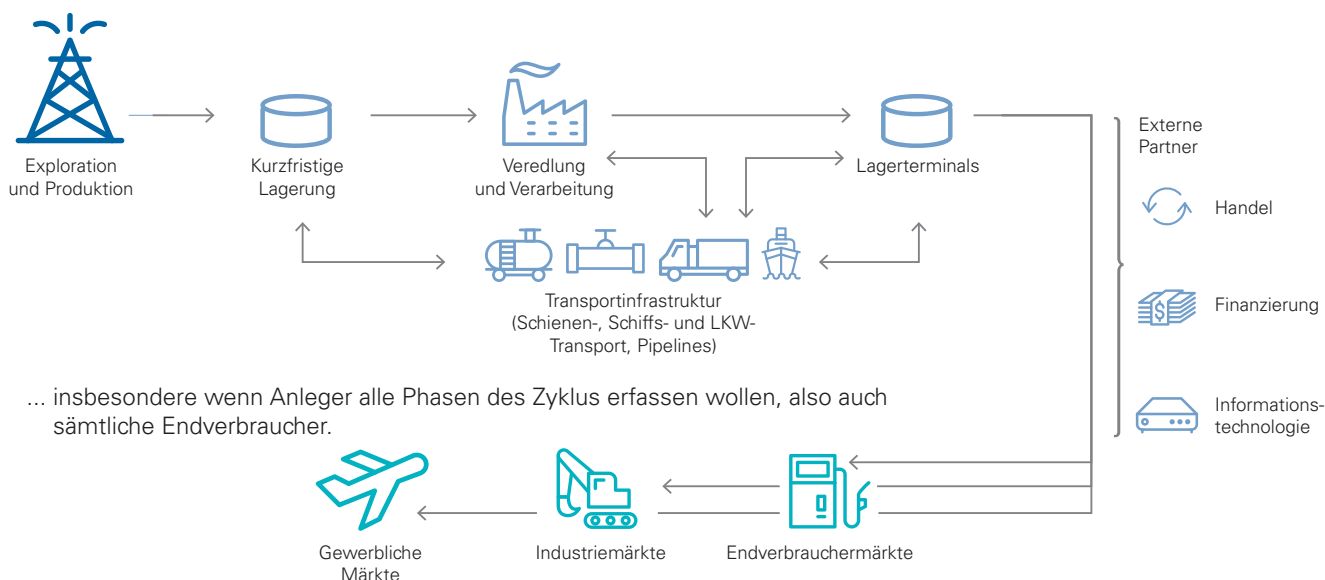 Exploration
und Produktion
Kurzfristige
Lagerung
Veredlung
und Verarbeitung
Lagerterminals
Externe
Partner
Handel
Transportinfrastruktur
(Schienen-, Schiffs- und LKW-
Transport, Pipelines)
$
Finanzierung
... insbesondere wenn Anleger alle Phasen des Zyklus erfassen wollen, also auch
sämtliche Endverbraucher.
Informations-
technologie
Gewerbliche
Märkte
Industriemärkte
Endverbrauchermärkte